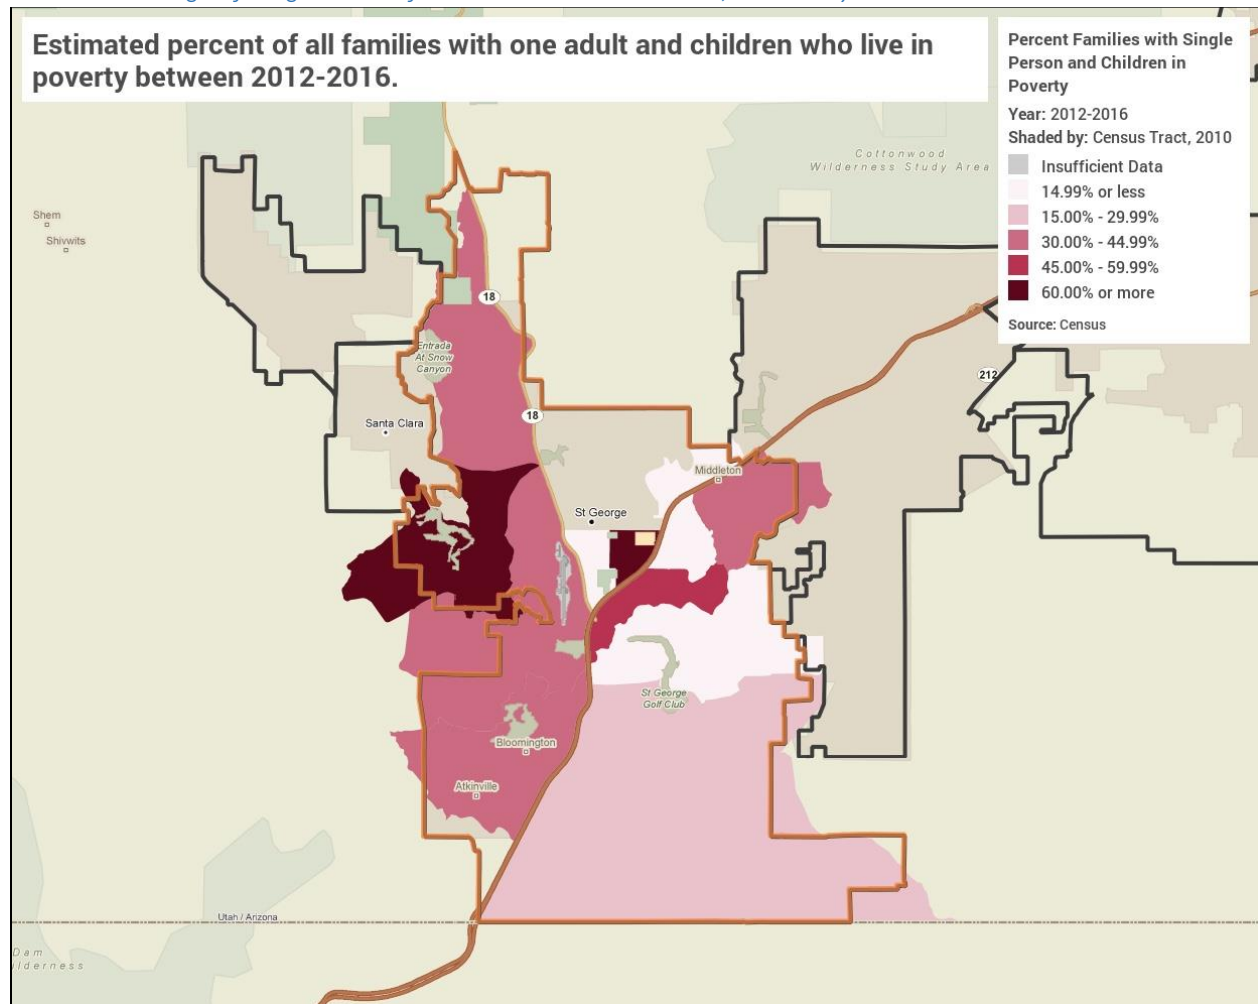 Estimated percent of all families with one adult and children who live in
poverty between 2012-2016.
Percent Families with Single
Person and Children in
Poverty
Year: 2012-2016
Shaded by: Census Tract, 2010
Insufficient Data
14.99% or less
15.00% - 29.99%
30.00% - 44.99%
45.00% - 59.99%
60.00% or more
Source: Census
Cottonwood
Wilderness Study Area
Shem
Shivwits
18
Entrada
At Snow
Canyon
212
18
Santa Clara
Middleton
St George
St George
Golf Club
Bloomington
Atkinville
Utah / Arizona
Dam
ilderness